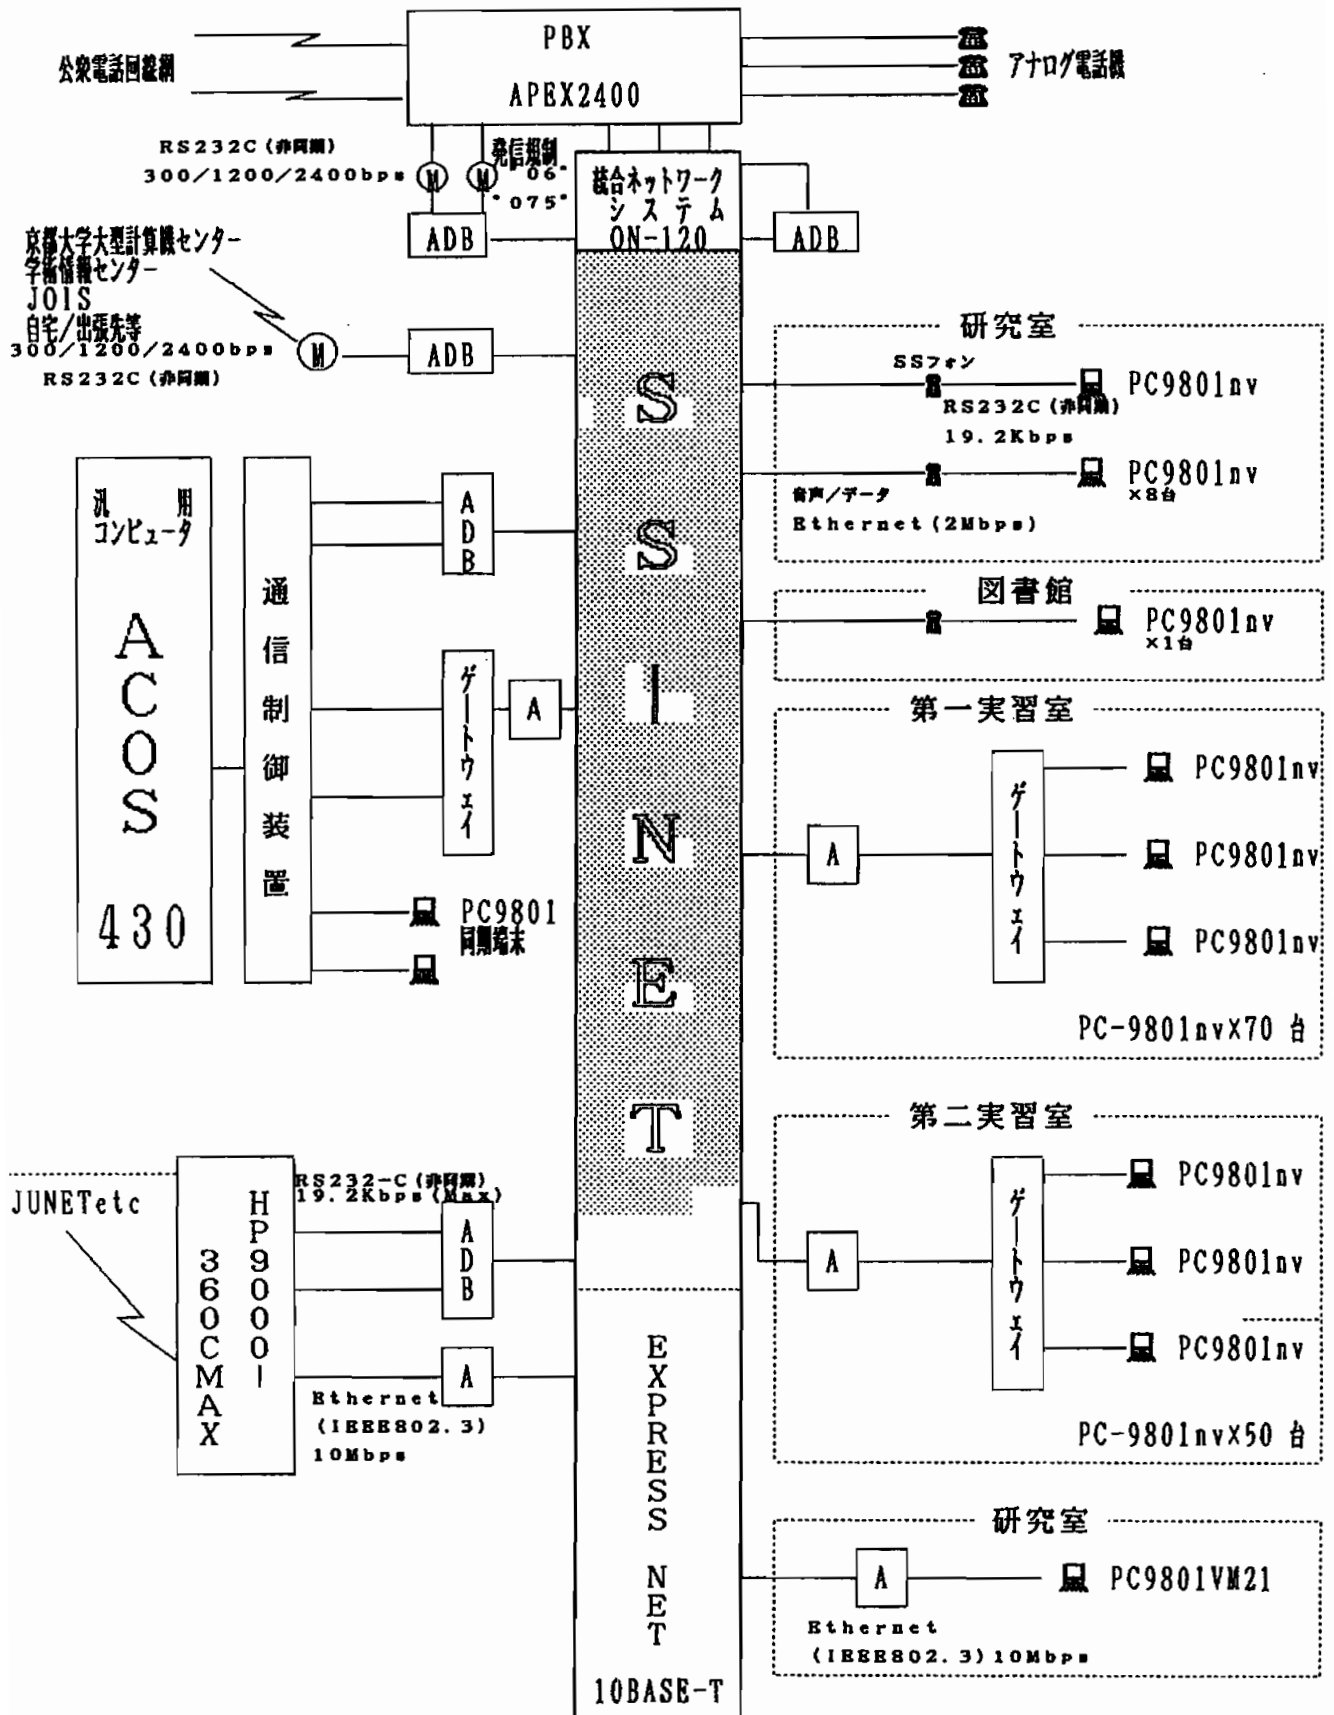 PBX
APEX2400
公衆電話回線網
アナログ電話機
RS232C(非同期)
300/1200/2400bps
M
M
発信規制
"06"
"075"
統合ネットワーク
システム
ON-120
ADB
ADB
京都大学大型計算機センター
学術情報センター
JOIS
自宅/出張先等
300/1200/2400bps
RS232C(非同期)
M
ADB
研究室
SSフォン
PC9801nv
RS232C(非同期)
19.2Kbps
PC9801nv
×8台
音声/データ
Ethernet(2Mbps)
図書館
PC9801nv
×1台
汎用
コンピュータ
ACOS
430
通信制御装置
ADB
ゲートウェイ
A
PC9801
同期端末
SSINET
第一実習室
A
ゲートウェイ
PC9801nv
PC9801nv
PC9801nv
PC-9801nvX70 台
第二実習室
A
ゲートウェイ
PC9801nv
PC9801nv
PC9801nv
PC-9801nvX50 台
JUNETetc
HP9000-
360CMAX
RS232-C(非同期)
19.2Kbps(Max)
ADB
A
Ethernet
(IEEE802.3)
10Mbps
EXPRESS NET
10BASE-T
研究室
A
PC9801VM21
Ethernet
(IEEE802.3)10Mbps